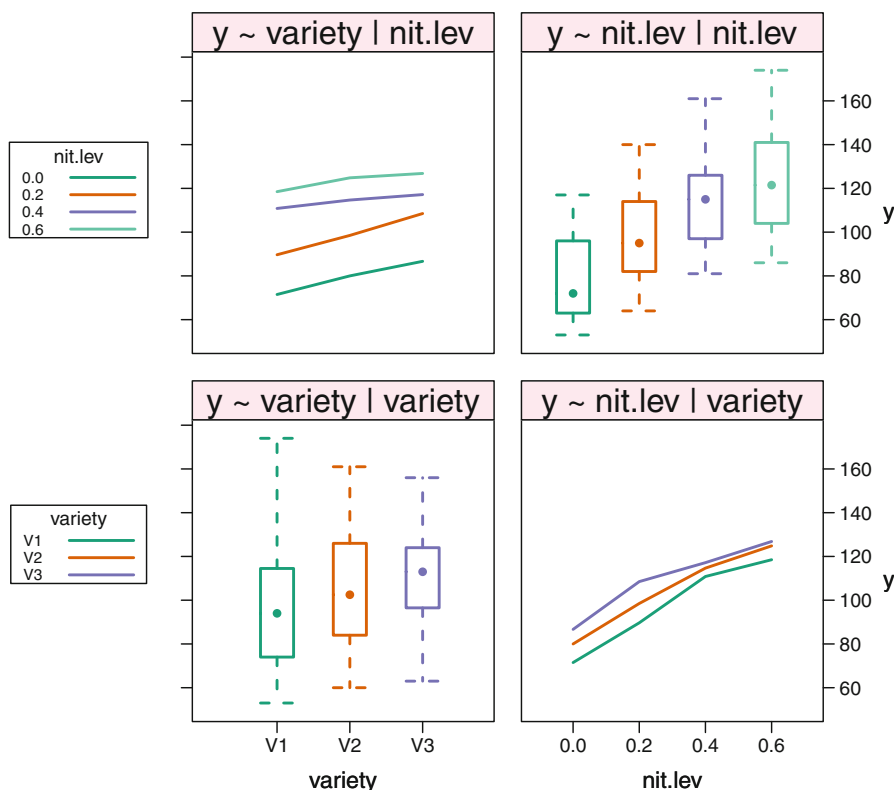 y ~ variety | nit.lev
y ~ nit.lev | nit.lev
nit.lev
0.0
0.2
0.4
0.6
160
140
120
100
80
60
y
y ~ variety | variety
y ~ nit.lev | variety
variety
V1
V2
V3
160
140
120
100
80
60
y
V1 V2 V3
0.0 0.2 0.4 0.6
variety
nit.lev